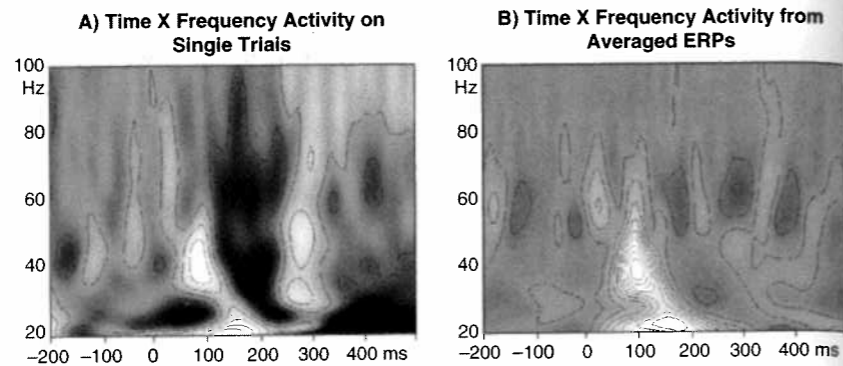 A) Time X Frequency Activity on
Single Triais
100
Hz
80
60
40
20
-200 -100 0 100 200 300 400 ms
B) Time X Frequency Activity from
Averaged ERPs
100
Hz
80
60
40
20
-200 -100 0 100 200 300 400 ms